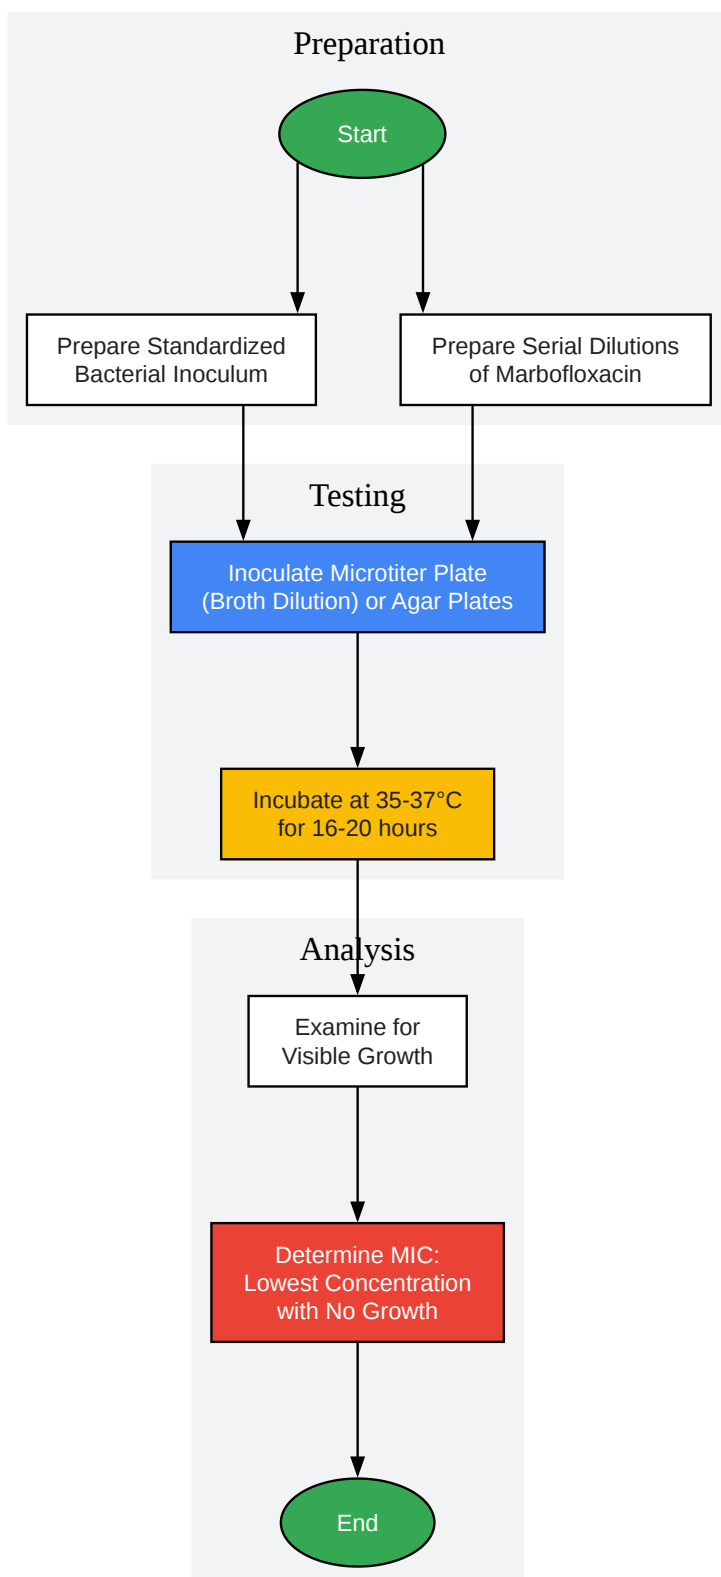 Preparation
Start
Prepare Standardized
Bacterial Inoculum
Prepare Serial Dilutions
of Marbofloxacin
Testing
Inoculate Microtiter Plate
(Broth Dilution) or Agar Plates
Incubate at 35-37°C
for 16-20 hours
Analysis
Examine for
Visible Growth
Determine MIC:
Lowest Concentration
with No Growth
End